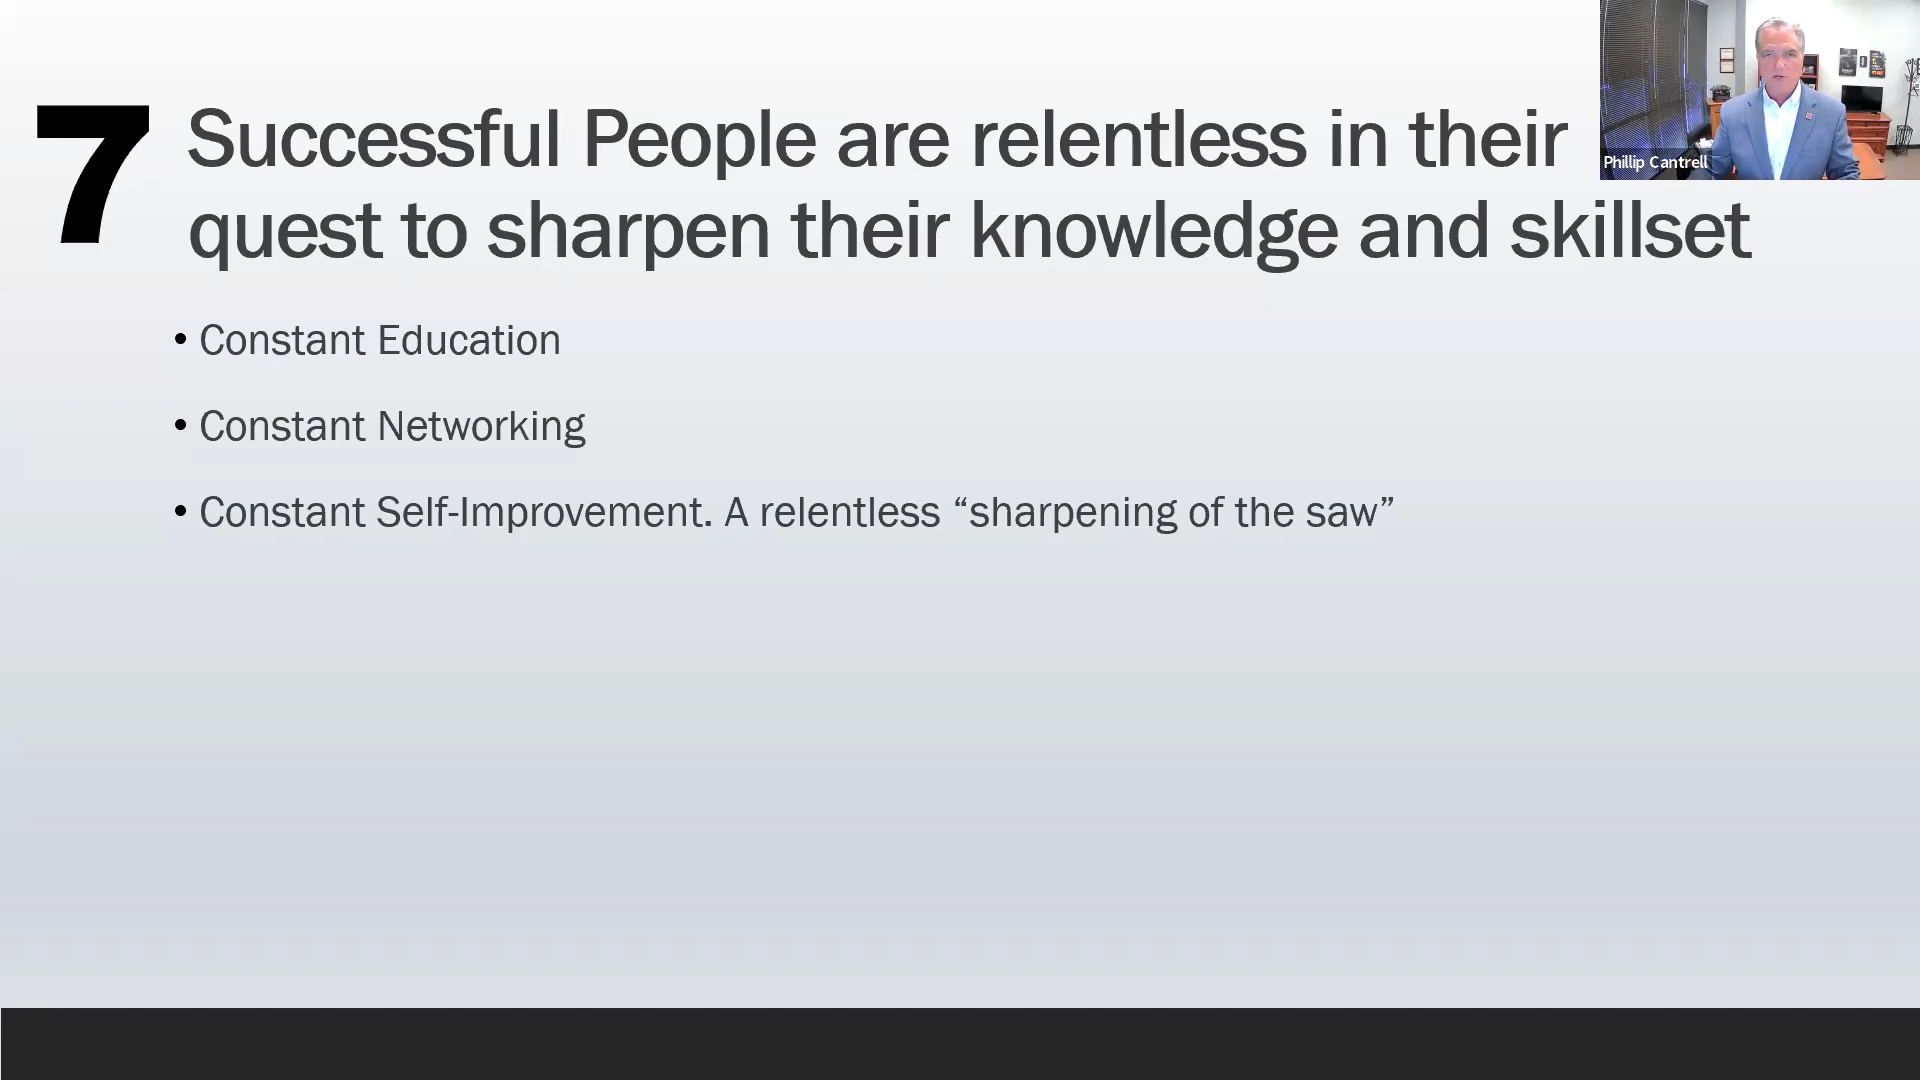 7
Successful People are relentless in their
quest to sharpen their knowledge and skillset
• Constant Education
• Constant Networking
• Constant Self-Improvement. A relentless “sharpening of the saw”
Phillip Cantrell